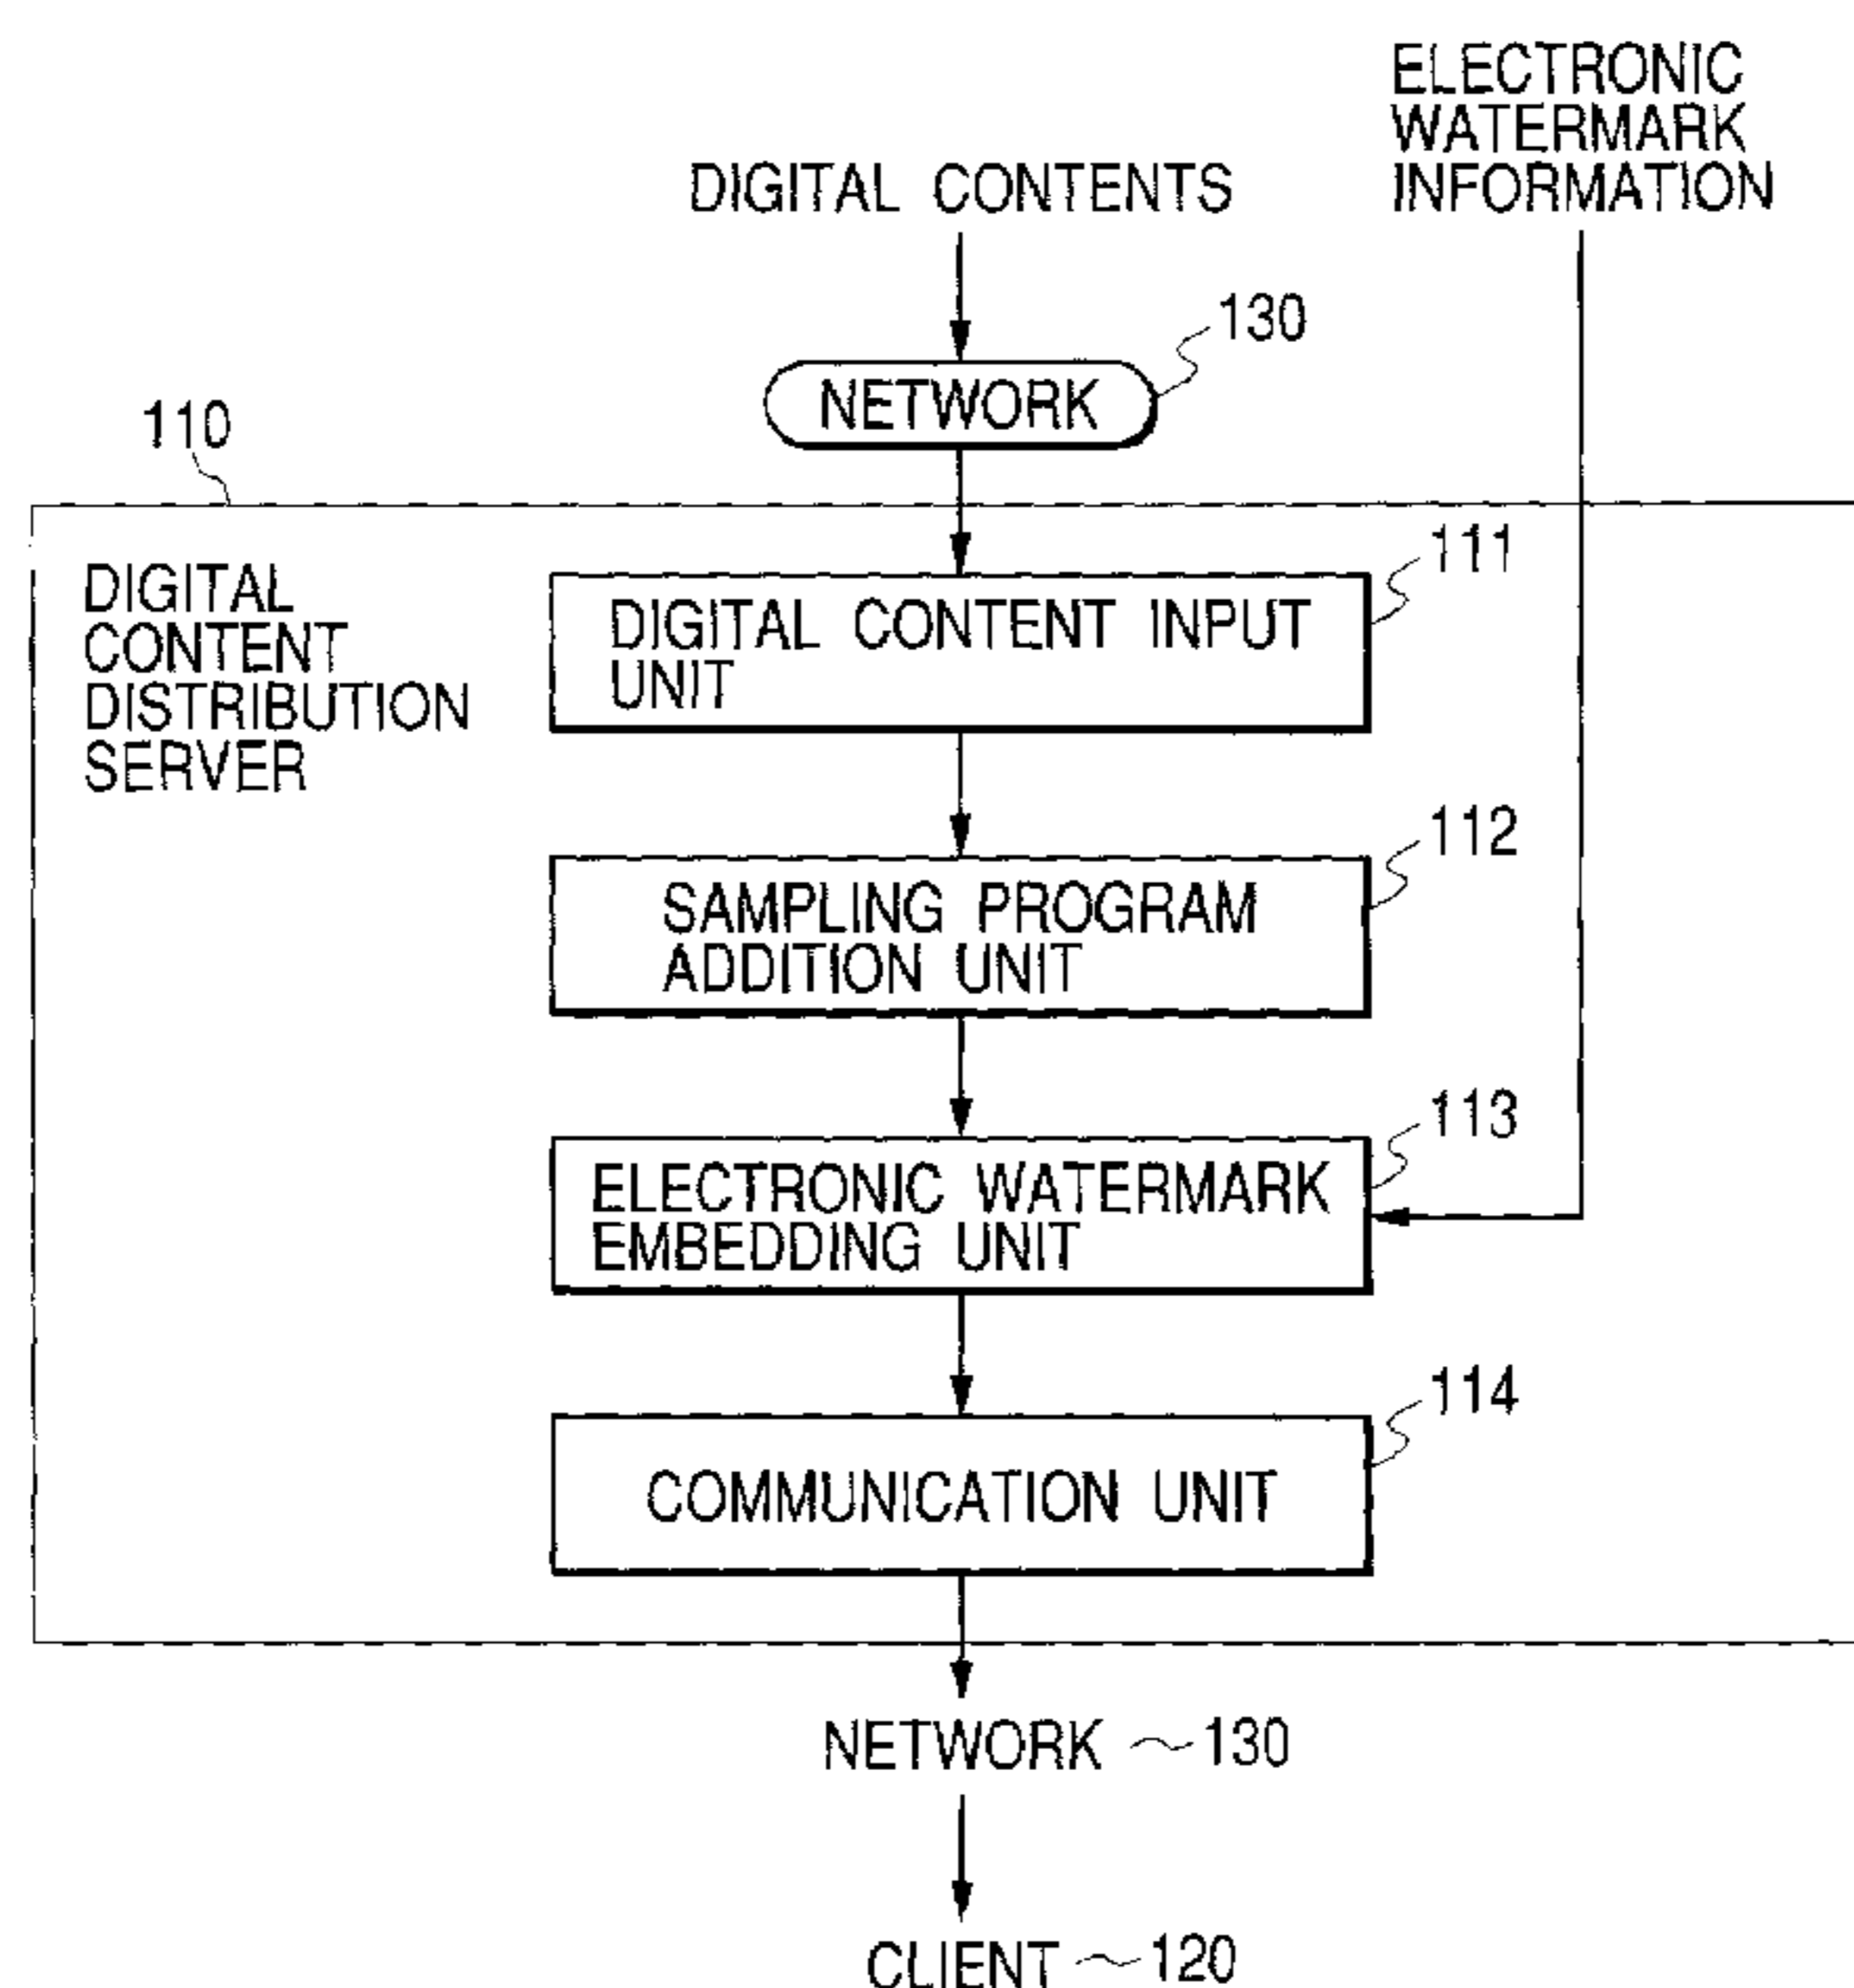 ELECTRONIC
WATERMARK
INFORMATION
DIGITAL CONTENTS
130
NETWORK
110
DIGITAL
CONTENT
DISTRIBUTION
SERVER
111
DIGITAL CONTENT INPUT
UNIT
112
SAMPLING PROGRAM
ADDITION UNIT
113
ELECTRONIC WATERMARK
EMBEDDING UNIT
114
COMMUNICATION UNIT
NETWORK 130
CLIENT 120